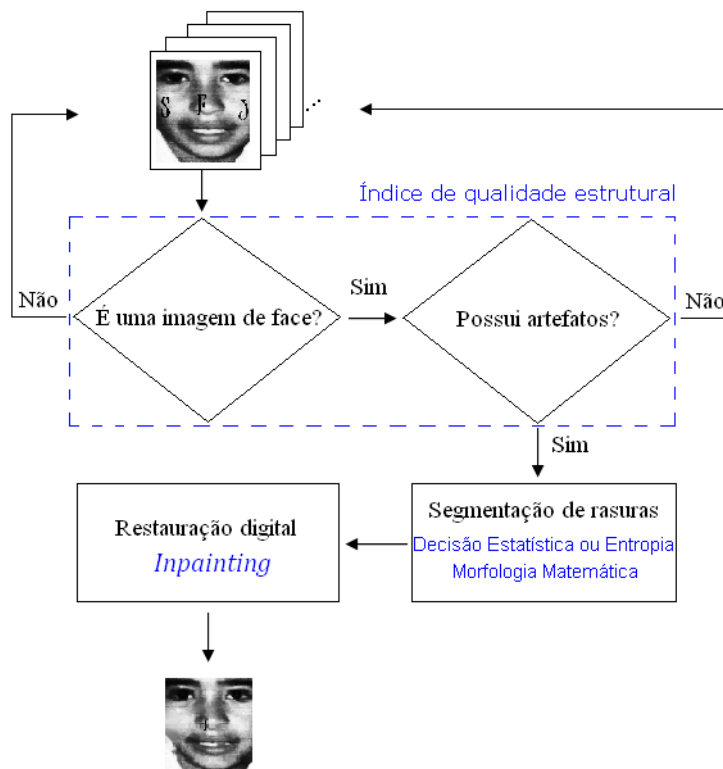 Índice de qualidade estrutural
Não
É uma imagem de face?
Sim
Possui artefatos?
Não
Sim
Restauração digital
Inpainting
Segmentação de rasuras
Decisão Estatística ou Entropia
Morfologia Matemática